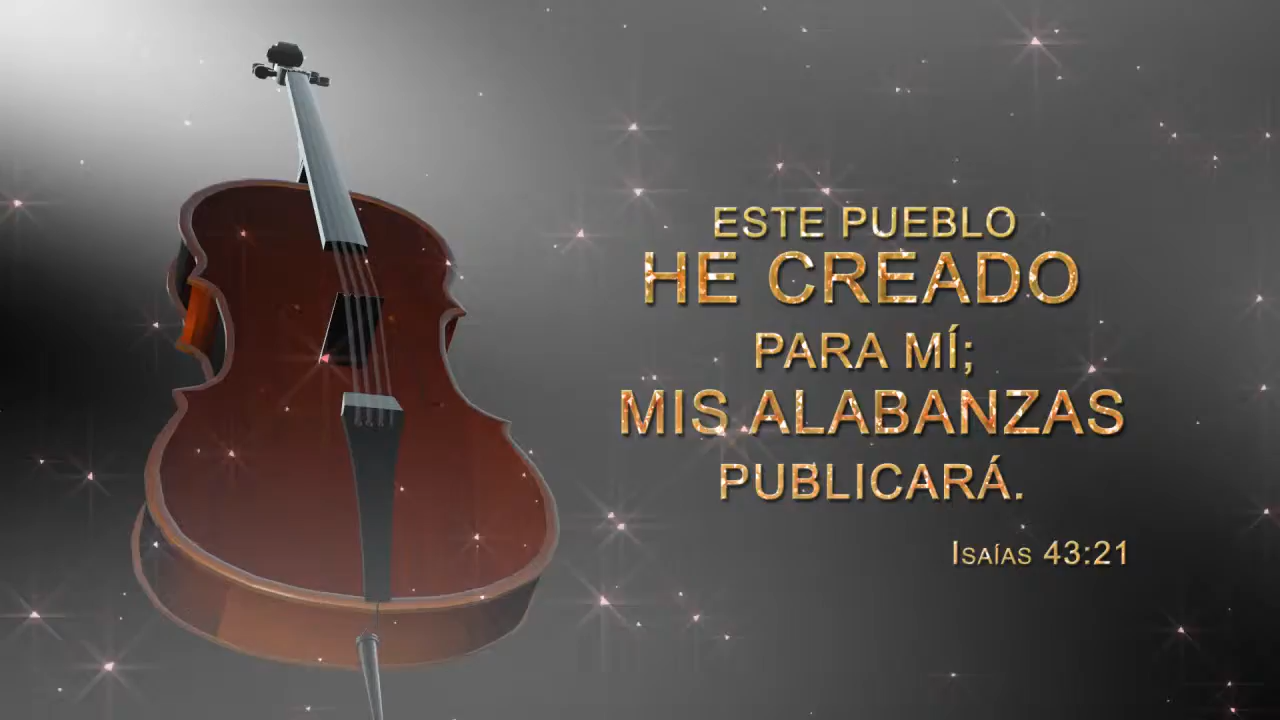 ESTE PUEBLO
HE CREADO
PARA MÍ;
MIS ALABANZAS
PUBLICARÁ.
ISAÍAS 43:21